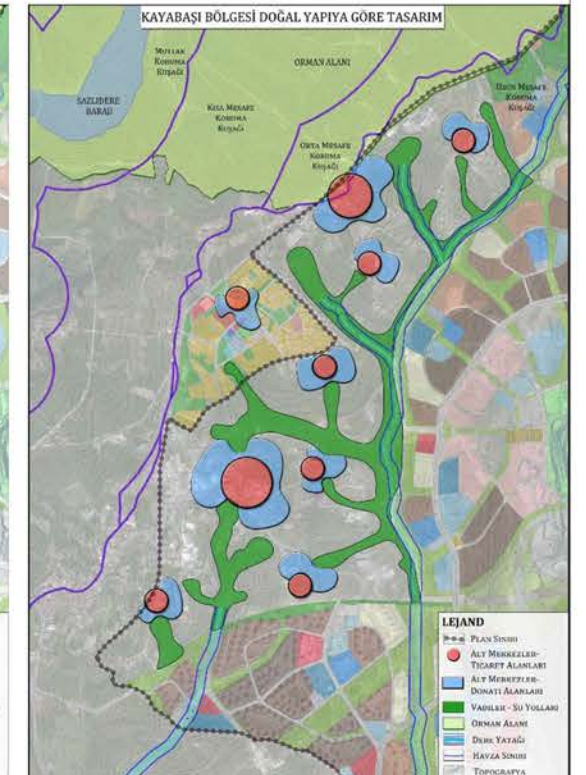 KAYABAŞI BÖLGESİ DOĞAL YAPIYA GÖRE TASARIM
MUTLAK
KORUMA
KUŞAĞI
ORMAN ALANI
SAZLIDERE
BARAJI
KISA MESAFE
KORUMA
KUŞAĞI
UZUN MESAFE
KORUMA
KUŞAĞI
ORTA MESAFE
KORUMA
KUŞAĞI
LEJAND
PLAN SINIRI
ALT MERKEZLER-
TİCARET ALANLARI
ALT MERKEZLER-
DONATI ALANLARI
VADİLER - SU YOLLARI
ORMAN ALANI
DERE YATAĞI
HAVZA SINIRI
TOPOGRAFYA